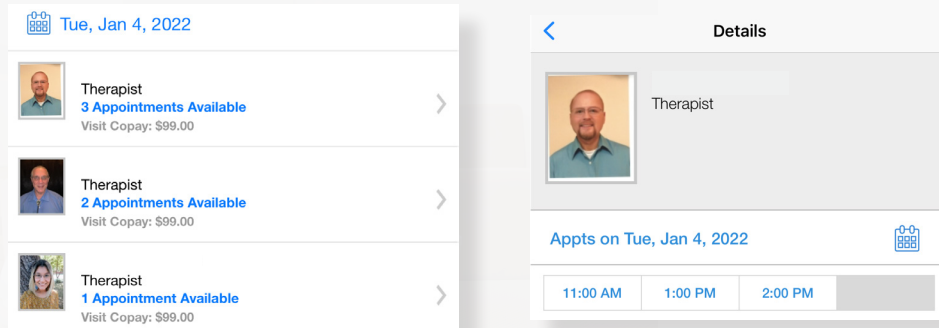 Tue, Jan 4, 2022
Therapist
3 Appointments Available
Visit Copay: $99.00
Therapist
2 Appointments Available
Visit Copay: $99.00
Therapist
1 Appointment Available
Visit Copay: $99.00
Details
Therapist
Appts on Tue, Jan 4, 2022
11:00 AM 1:00 PM 2:00 PM